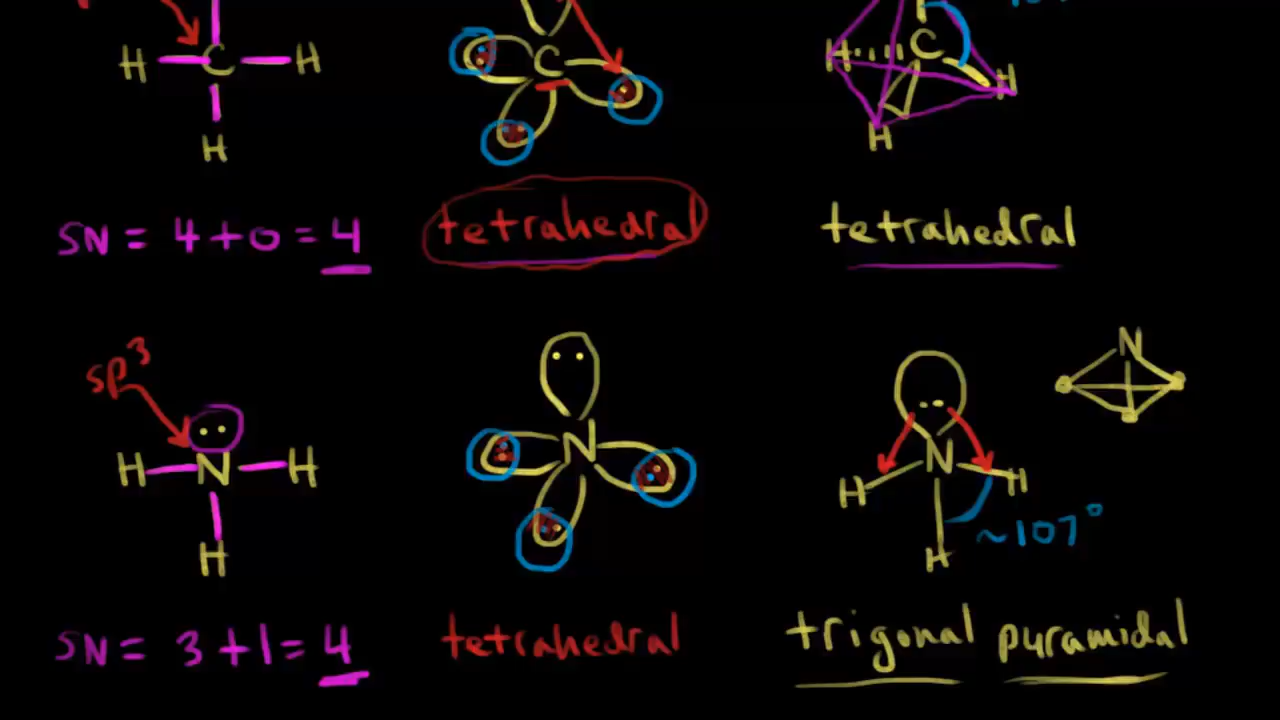 H C H C H C H
H H
SN = 4 + 0 = 4 tetrahedral tetrahedral
sp³ N
H N H N N
H H
~107°
H H
SN = 3 + 1 = 4 tetrahedral trigonal pyramidal